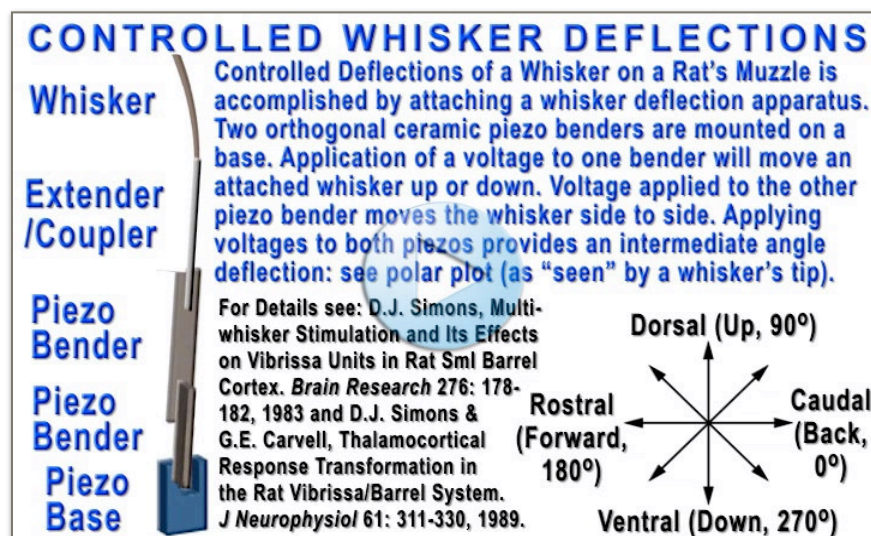 CONTROLLED WHISKER DEFLECTIONS
Whisker
Extender
/Coupler
Piezo
Bender
Piezo
Bender
Piezo
Base
Controlled Deflections of a Whisker on a Rat's Muzzle is
accomplished by attaching a whisker deflection apparatus.
Two orthogonal ceramic piezo benders are mounted on a
base. Application of a voltage to one bender will move an
attached whisker up or down. Voltage applied to the other
piezo bender moves the whisker side to side. Applying
voltages to both piezos provides an intermediate angle
deflection: see polar plot (as “seen” by a whisker's tip).
For Details see: D.J. Simons, Multi-
whisker Stimulation and Its Effects
on Vibrissa Units in Rat SmI Barrel
Cortex. Brain Research 276: 178-
182, 1983 and D.J. Simons &
G.E. Carvell, Thalamocortical
Response Transformation in
the Rat Vibrissa/Barrel System.
J Neurophysiol 61: 311-330, 1989.
Dorsal (Up, 90º)
Rostral
(Forward,
180º)
Caudal
(Back,
0º)
Ventral (Down, 270º)